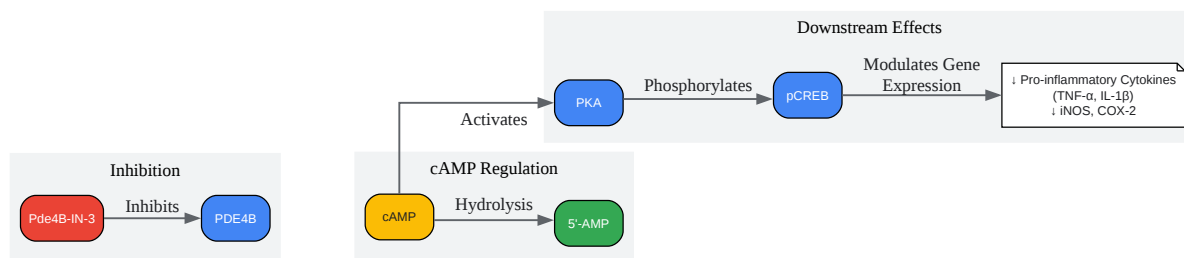 Downstream Effects
Modulates Gene
Expression
Phosphorylates
PKA
pCREB
↓ Pro-inflammatory Cytokines
(TNF-α, IL-1β)
↓ iNOS, COX-2
Activates
Inhibition
Pde4B-IN-3
Inhibits
PDE4B
cAMP Regulation
cAMP
Hydrolysis
5'-AMP